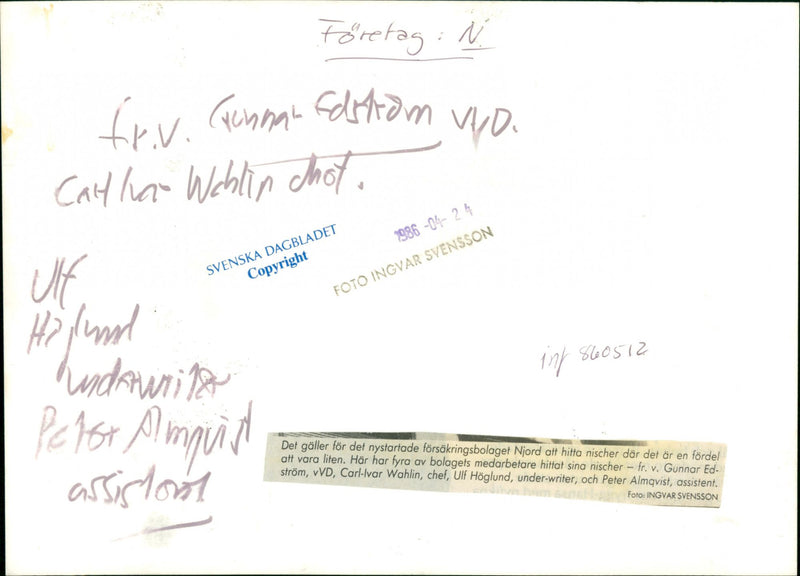 Företag: N.
fr.v. Gunnar Edström vVD.
Carl Ivar Wahlin chef.
SVENSKA DAGBLADET
Copyright
1986-04-24
FOTO INGVAR SVENSSON
Ulf
Höglund
underwriter
Peter Almqvist
assistent
inf 860512
Det gäller för det nystartade försäkringsbolaget Njord att hitta nischer där det är en fördel
att vara liten. Här har fyra av bolagets medarbetare hittat sina nischer – fr. v. Gunnar Ed-
ström, vVD, Carl-Ivar Wahlin, chef, Ulf Höglund, under-writer, och Peter Almqvist, assistent.
Foto: INGVAR SVENSSON